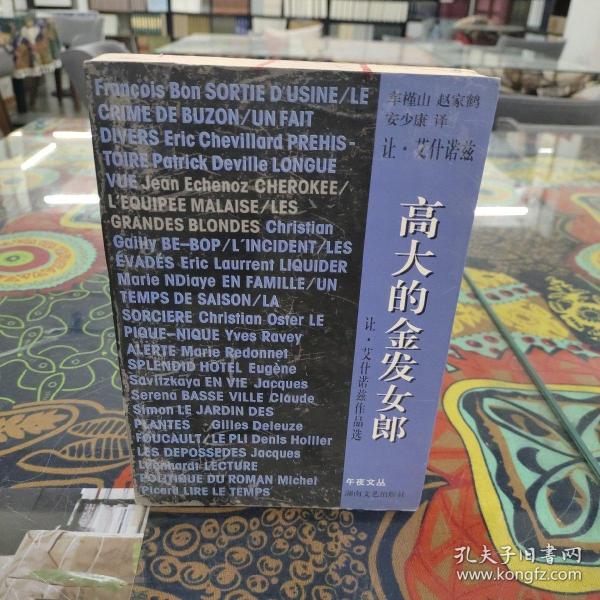 François Bon SORTIE D'USINE/LE
CRIME DE BUZON/UN FAIT
DIVERS Eric Chevillard PREHIS-
TOIRE Patrick Deville LONGUE
VUE Jean Echenoz CHEROKEE/
L'EQUIPEE MALAISE/LES
GRANDES BLONDES Christian
Gailly BE-BOP/L'INCIDENT/LES
EVADÉS Eric Laurrent LIQUIDER
Marie NDiaye EN FAMILLE/UN
TEMPS DE SAISON/LA
SORCIERE Christian Oster LE
PIQUE-NIQUE Yves Ravey
ALERTE Marie Redonnet
SPLENDID HOTEL Eugène
Savitzkaya EN VIE Jacques
Serena BASSE VILLE Claude
Simon LE JARDIN DES
PLANTES Gilles Deleuze
FOUCAULT/LE PLI Denis Hollier
LES DEPOSSEDES Jacques
Leenhardt LECTURE
POLITIQUE DU ROMAN Michel
Picard LIRE LE TEMPS
车槿山 赵家鹤
安少康 译
让·艾什诺兹
高大的金发女郎
让·艾什诺兹作品选
午夜文丛
湖南文艺出版社
孔夫子旧书网
www.kongfz.com